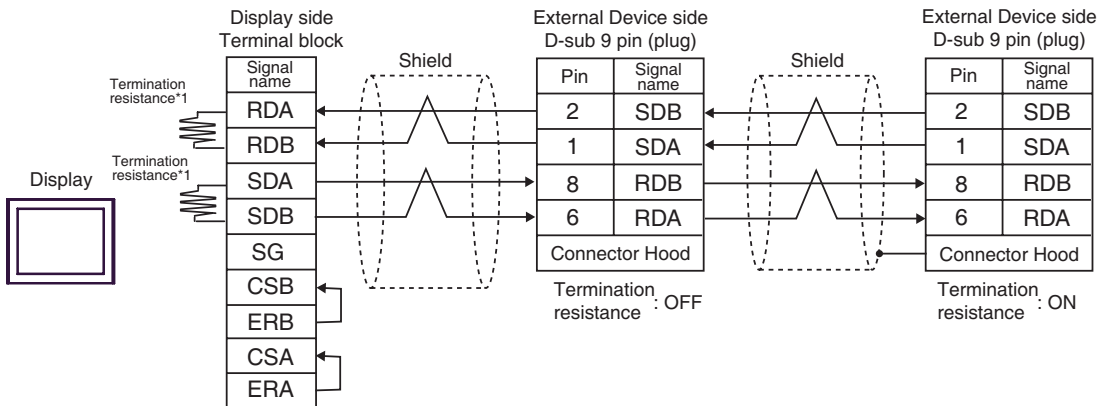 Display side
Terminal block
External Device side
D-sub 9 pin (plug)
External Device side
D-sub 9 pin (plug)
Shield
Shield
Termination
resistance*1
Termination
resistance*1
Display
Signal
name
RDA
RDB
SDA
SDB
SG
CSB
ERB
CSA
ERA
Pin Signal
name
2 SDB
1 SDA
8 RDB
6 RDA
Connector Hood
Termination
resistance : OFF
Pin Signal
name
2 SDB
1 SDA
8 RDB
6 RDA
Connector Hood
Termination
resistance : ON